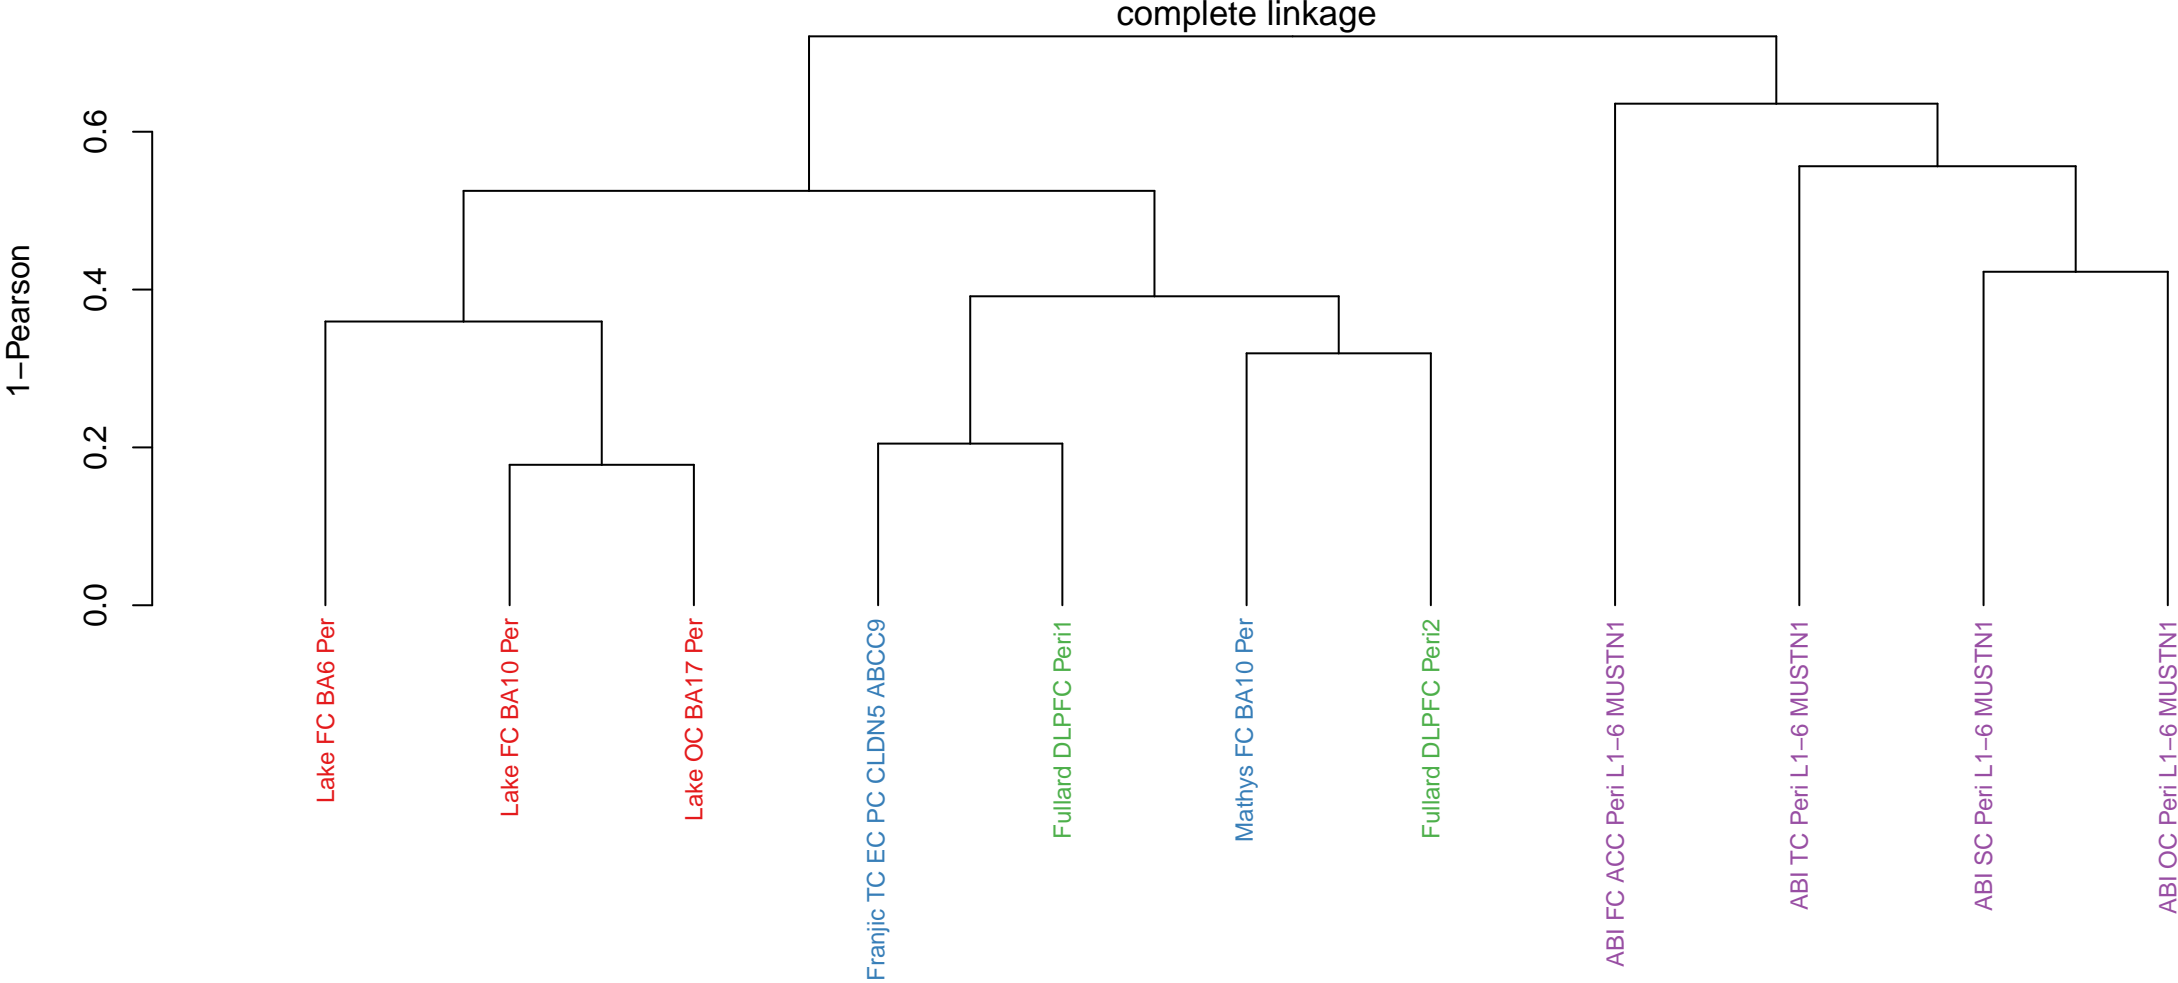 complete linkage
1−Pearson
0.6
0.4
0.2
0.0
Lake FC BA6 Per
Lake FC BA10 Per
Lake OC BA17 Per
Franjic TC EC PC CLDN5 ABCC9
Fullard DLPFC Peri1
Mathys FC BA10 Per
Fullard DLPFC Peri2
ABI FC ACC Peri L1−6 MUSTN1
ABI TC Peri L1−6 MUSTN1
ABI SC Peri L1−6 MUSTN1
ABI OC Peri L1−6 MUSTN1